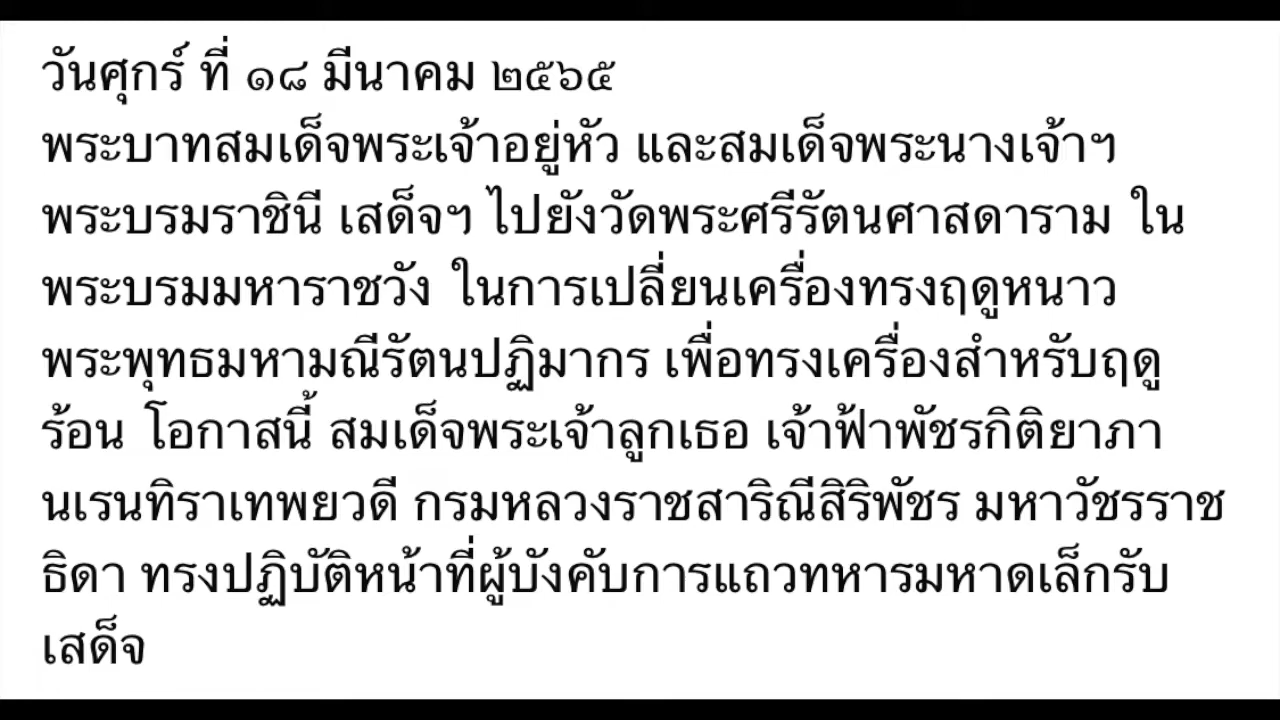 วันศุกร์ ที่ ๑๘ มีนาคม ๒๕๖๕
พระบาทสมเด็จพระเจ้าอยู่หัว และสมเด็จพระนางเจ้าฯ
พระบรมราชินี เสด็จฯ ไปยังวัดพระศรีรัตนศาสดาราม ใน
พระบรมมหาราชวัง ในการเปลี่ยนเครื่องทรงฤดูหนาว
พระพุทธมหามณีรัตนปฏิมากร เพื่อทรงเครื่องสำหรับฤดู
ร้อน โอกาสนี้ สมเด็จพระเจ้าลูกเธอ เจ้าฟ้าพัชรกิติยาภา
นเรนทิราเทพยวดี กรมหลวงราชสาริณีสิริพัชร มหาวัชรราช
ธิดา ทรงปฏิบัติหน้าที่ผู้บังคับการแถวทหารมหาดเล็กรับ
เสด็จ